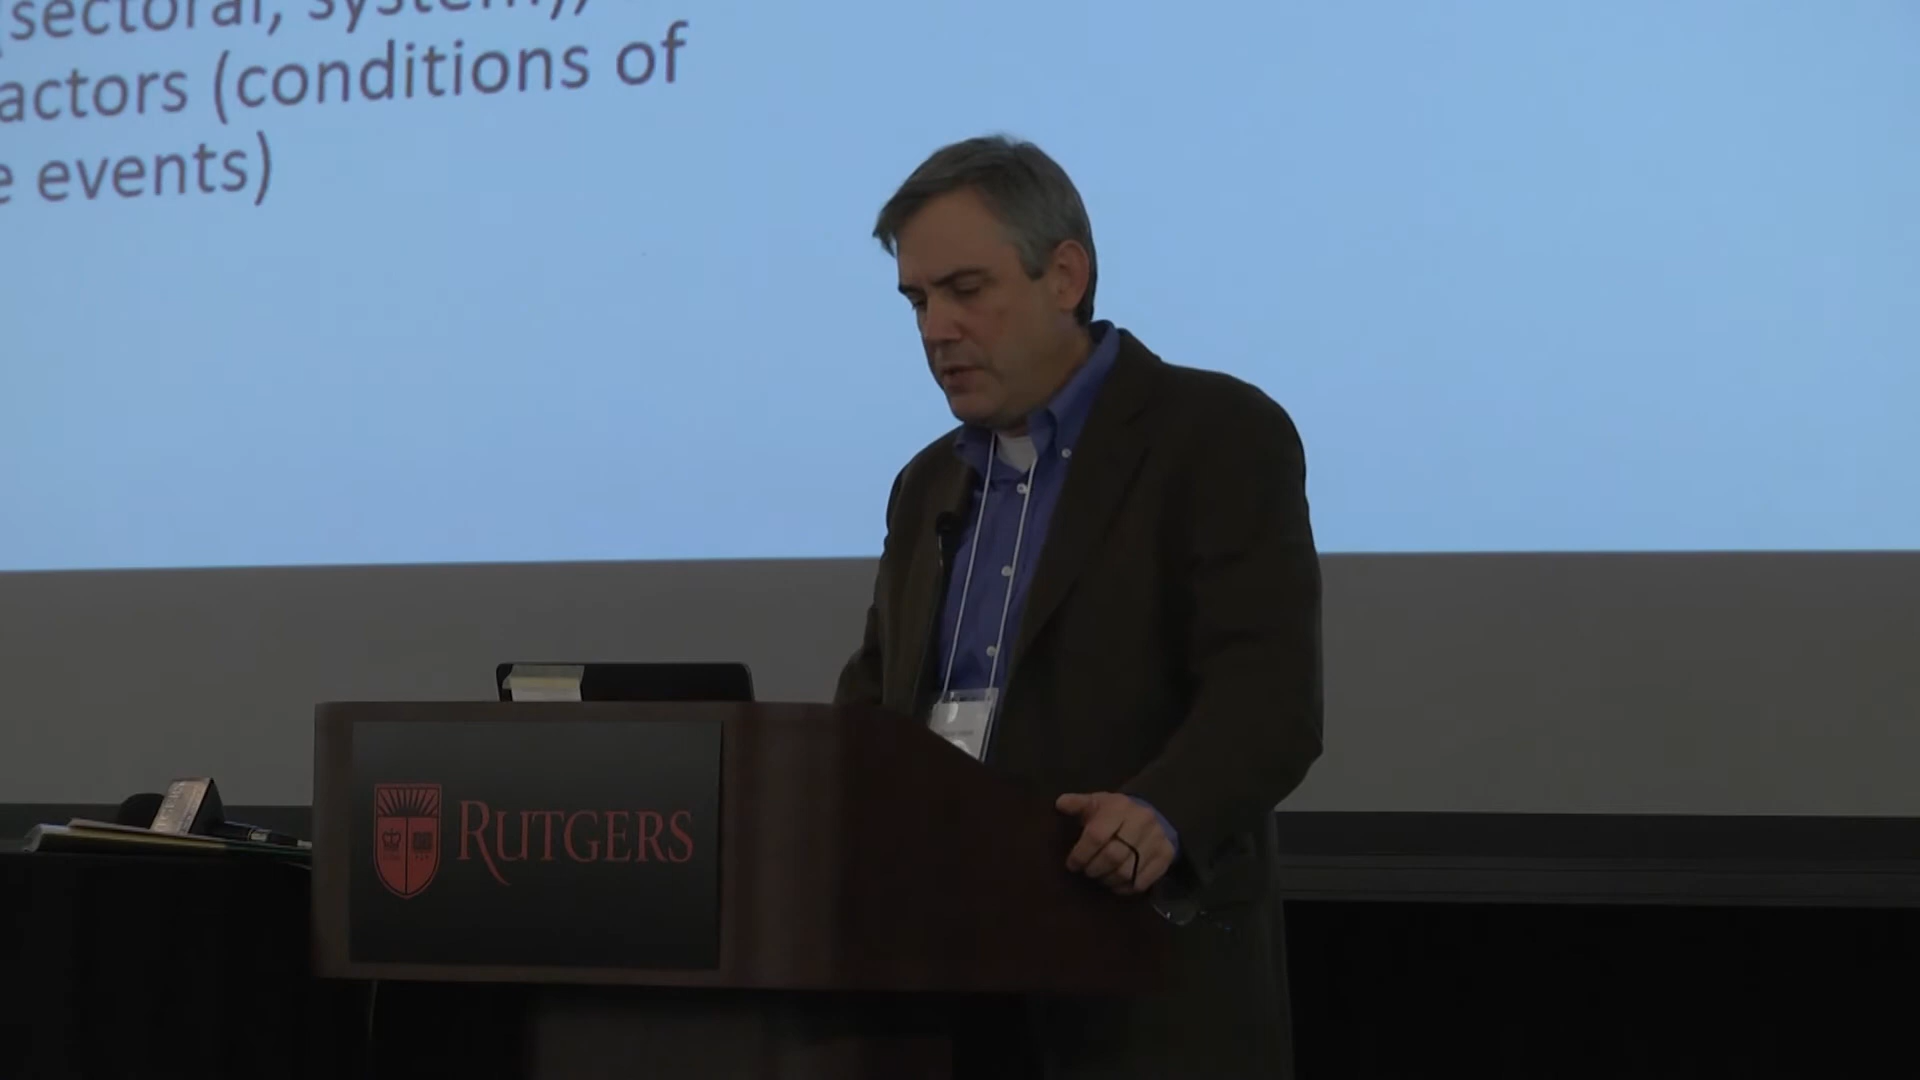 (sectoral, system),
actors (conditions of
e events)
RUTGERS